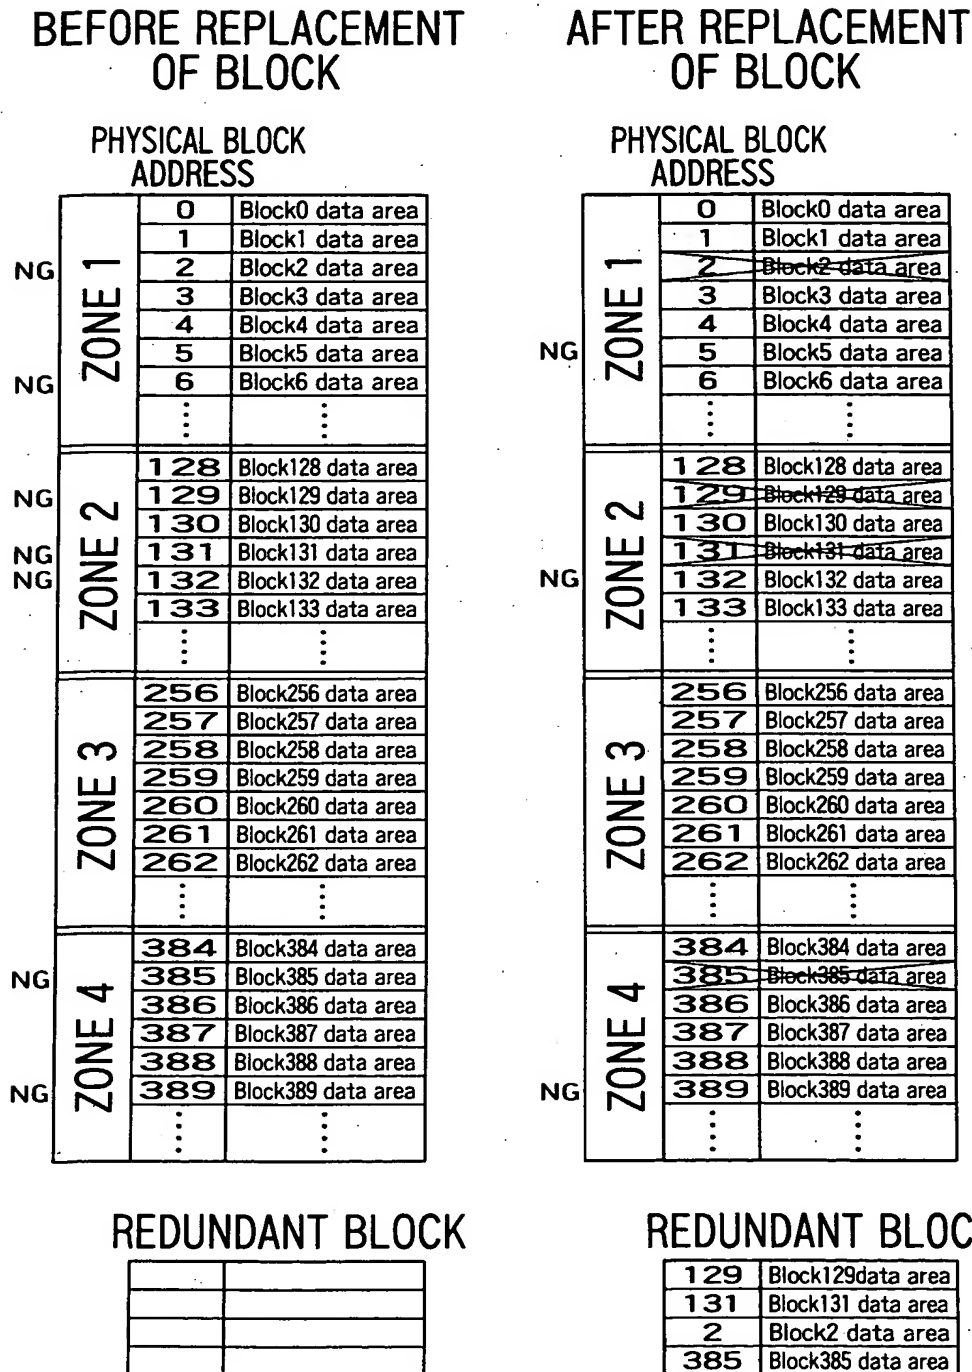 BEFORE REPLACEMENT
OF BLOCK
PHYSICAL BLOCK
ADDRESS
ZONE 1
0 Block0 data area
1 Block1 data area
NG 2 Block2 data area
3 Block3 data area
4 Block4 data area
5 Block5 data area
NG 6 Block6 data area
ZONE 2
128 Block128 data area
NG 129 Block129 data area
130 Block130 data area
NG 131 Block131 data area
NG 132 Block132 data area
133 Block133 data area
ZONE 3
256 Block256 data area
257 Block257 data area
258 Block258 data area
259 Block259 data area
260 Block260 data area
261 Block261 data area
262 Block262 data area
ZONE 4
384 Block384 data area
NG 385 Block385 data area
386 Block386 data area
387 Block387 data area
388 Block388 data area
NG 389 Block389 data area
REDUNDANT BLOCK
AFTER REPLACEMENT
OF BLOCK
PHYSICAL BLOCK
ADDRESS
ZONE 1
0 Block0 data area
1 Block1 data area
2 Block2 data area
3 Block3 data area
4 Block4 data area
NG 5 Block5 data area
6 Block6 data area
ZONE 2
128 Block128 data area
129 Block129 data area
130 Block130 data area
131 Block131 data area
NG 132 Block132 data area
133 Block133 data area
ZONE 3
256 Block256 data area
257 Block257 data area
258 Block258 data area
259 Block259 data area
260 Block260 data area
261 Block261 data area
262 Block262 data area
ZONE 4
384 Block384 data area
385 Block385 data area
386 Block386 data area
387 Block387 data area
388 Block388 data area
NG 389 Block389 data area
REDUNDANT BLOC
129 Block129data area
131 Block131 data area
2 Block2 data area
385 Block385 data area